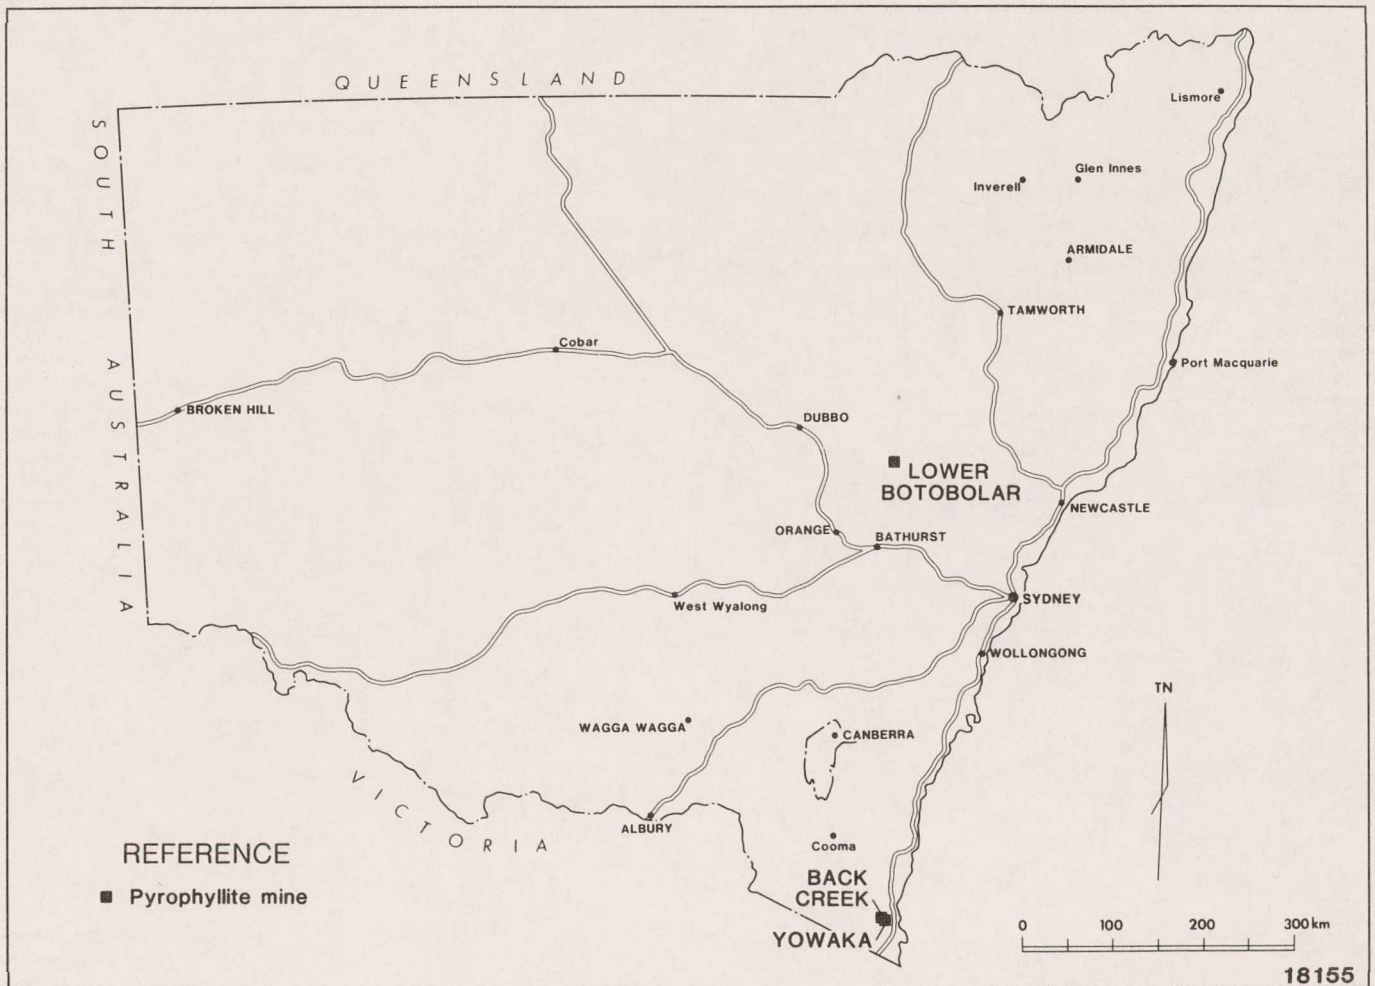 QUEENSLAND
SOUTH AUSTRALIA
Lismore
Inverell
Glen Innes
ARMIDALE
TAMWORTH
Cobar
Port Macquarie
BROKEN HILL
DUBBO
LOWER
BOTOBOLAR
NEWCASTLE
ORANGE
BATHURST
West Wyalong
SYDNEY
WOLLONGONG
TN
WAGGA WAGGA
CANBERRA
VICTORIA
ALBURY
Cooma
REFERENCE
Pyrophyllite mine
BACK
CREEK
YOWAKA
0 100 200 300 km
18155